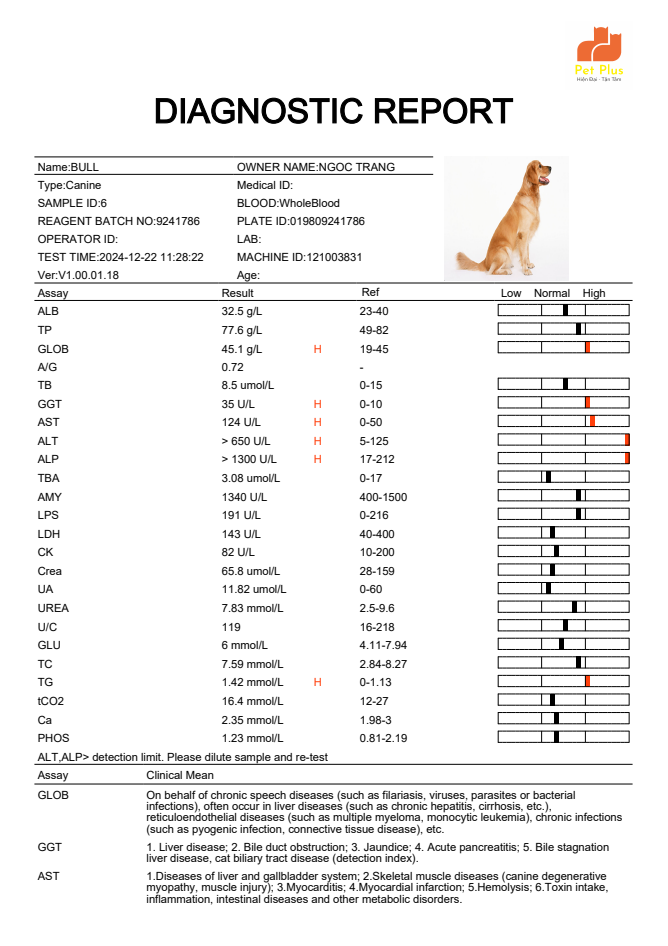 Pet Plus
Hiện Đại - Tận Tâm
DIAGNOSTIC REPORT
Name:BULL OWNER NAME:NGOC TRANG
Type:Canine Medical ID:
SAMPLE ID:6 BLOOD:WholeBlood
REAGENT BATCH NO:9241786 PLATE ID:019809241786
OPERATOR ID: LAB:
TEST TIME:2024-12-22 11:28:22 MACHINE ID:121003831
Ver:V1.00.01.18 Age:
Assay Result Ref Low Normal High
ALB 32.5 g/L 23-40
TP 77.6 g/L 49-82
GLOB 45.1 g/L H 19-45
A/G 0.72 -
TB 8.5 umol/L 0-15
GGT 35 U/L H 0-10
AST 124 U/L H 0-50
ALT > 650 U/L H 5-125
ALP > 1300 U/L H 17-212
TBA 3.08 umol/L 0-17
AMY 1340 U/L 400-1500
LPS 191 U/L 0-216
LDH 143 U/L 40-400
CK 82 U/L 10-200
Crea 65.8 umol/L 28-159
UA 11.82 umol/L 0-60
UREA 7.83 mmol/L 2.5-9.6
U/C 119 16-218
GLU 6 mmol/L 4.11-7.94
TC 7.59 mmol/L 2.84-8.27
TG 1.42 mmol/L H 0-1.13
tCO2 16.4 mmol/L 12-27
Ca 2.35 mmol/L 1.98-3
PHOS 1.23 mmol/L 0.81-2.19
ALT,ALP> detection limit. Please dilute sample and re-test
Assay Clinical Mean
GLOB On behalf of chronic speech diseases (such as filariasis, viruses, parasites or bacterial
infections), often occur in liver diseases (such as chronic hepatitis, cirrhosis, etc.),
reticuloendothelial diseases (such as multiple myeloma, monocytic leukemia), chronic infections
(such as pyogenic infection, connective tissue disease), etc.
GGT 1. Liver disease; 2. Bile duct obstruction; 3. Jaundice; 4. Acute pancreatitis; 5. Bile stagnation
liver disease, cat biliary tract disease (detection index).
AST 1.Diseases of liver and gallbladder system; 2.Skeletal muscle diseases (canine degenerative
myopathy, muscle injury); 3.Myocarditis; 4.Myocardial infarction; 5.Hemolysis; 6.Toxin intake,
inflammation, intestinal diseases and other metabolic disorders.